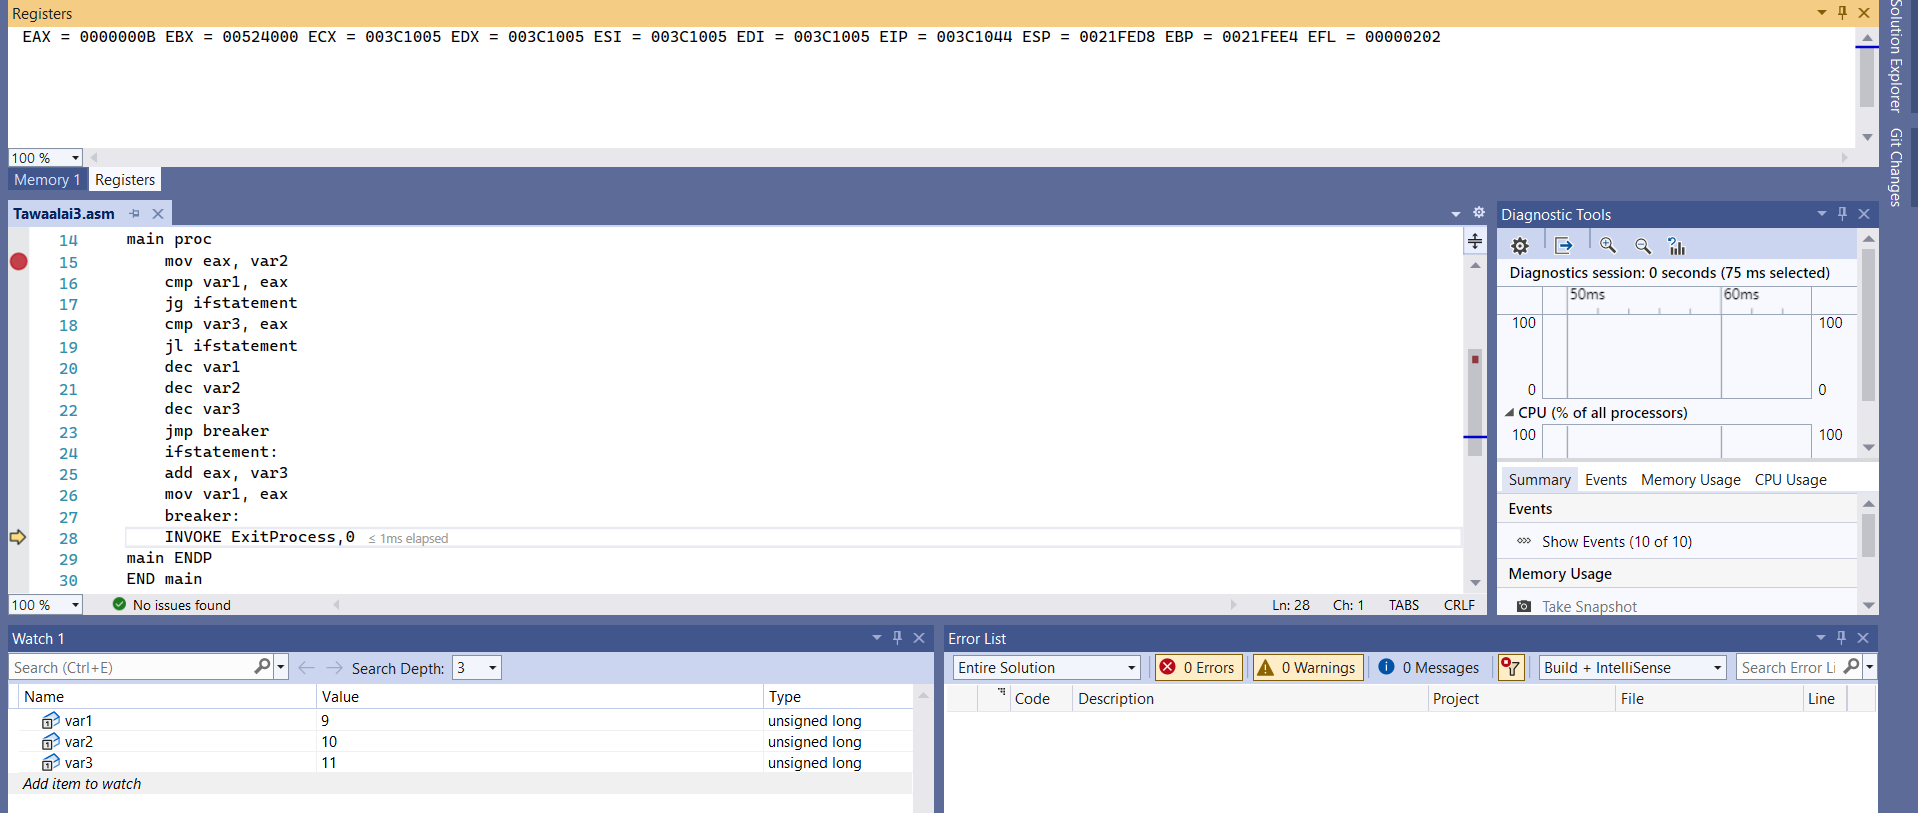 Registers
EAX = 0000000B EBX = 00524000 ECX = 003C1005 EDX = 003C1005 ESI = 003C1005 EDI = 003C1005 EIP = 003C1044 ESP = 0021FED8 EBP = 0021FEE4 EFL = 00000202
100 %
Memory 1 Registers
Solution Explorer
Git Changes
Tawaalai3.asm
14 main proc
15 mov eax, var2
16 cmp var1, eax
17 jg ifstatement
18 cmp var3, eax
19 jl ifstatement
20 dec var1
21 dec var2
22 dec var3
23 jmp breaker
24 ifstatement:
25 add eax, var3
26 mov var1, eax
27 breaker:
28 INVOKE ExitProcess,0 ≤ 1ms elapsed
29 main ENDP
30 END main
100 % No issues found Ln: 28 Ch: 1 TABS CRLF
Diagnostic Tools
Diagnostics session: 0 seconds (75 ms selected)
50ms 60ms
100 100
0 0
CPU (% of all processors)
100 100
Summary Events Memory Usage CPU Usage
Events
Show Events (10 of 10)
Memory Usage
Take Snapshot
Watch 1
Search (Ctrl+E) Search Depth: 3
Name Value Type
var1 9 unsigned long
var2 10 unsigned long
var3 11 unsigned long
Add item to watch
Error List
Entire Solution 0 Errors 0 Warnings 0 Messages Build + IntelliSense Search Error Li
Code Description Project File Line